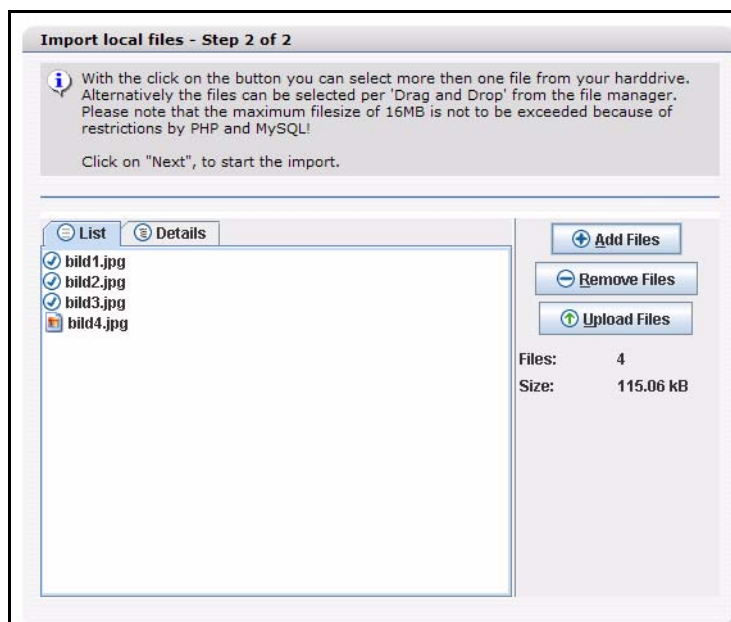 Import local files - Step 2 of 2
With the click on the button you can select more then one file from your harddrive.
Alternatively the files can be selected per 'Drag and Drop' from the file manager.
Please note that the maximum filesize of 16MB is not to be exceeded because of
restrictions by PHP and MySQL!
Click on "Next", to start the import.
List Details
bild1.jpg
bild2.jpg
bild3.jpg
bild4.jpg
Add Files
Remove Files
Upload Files
Files: 4
Size: 115.06 kB